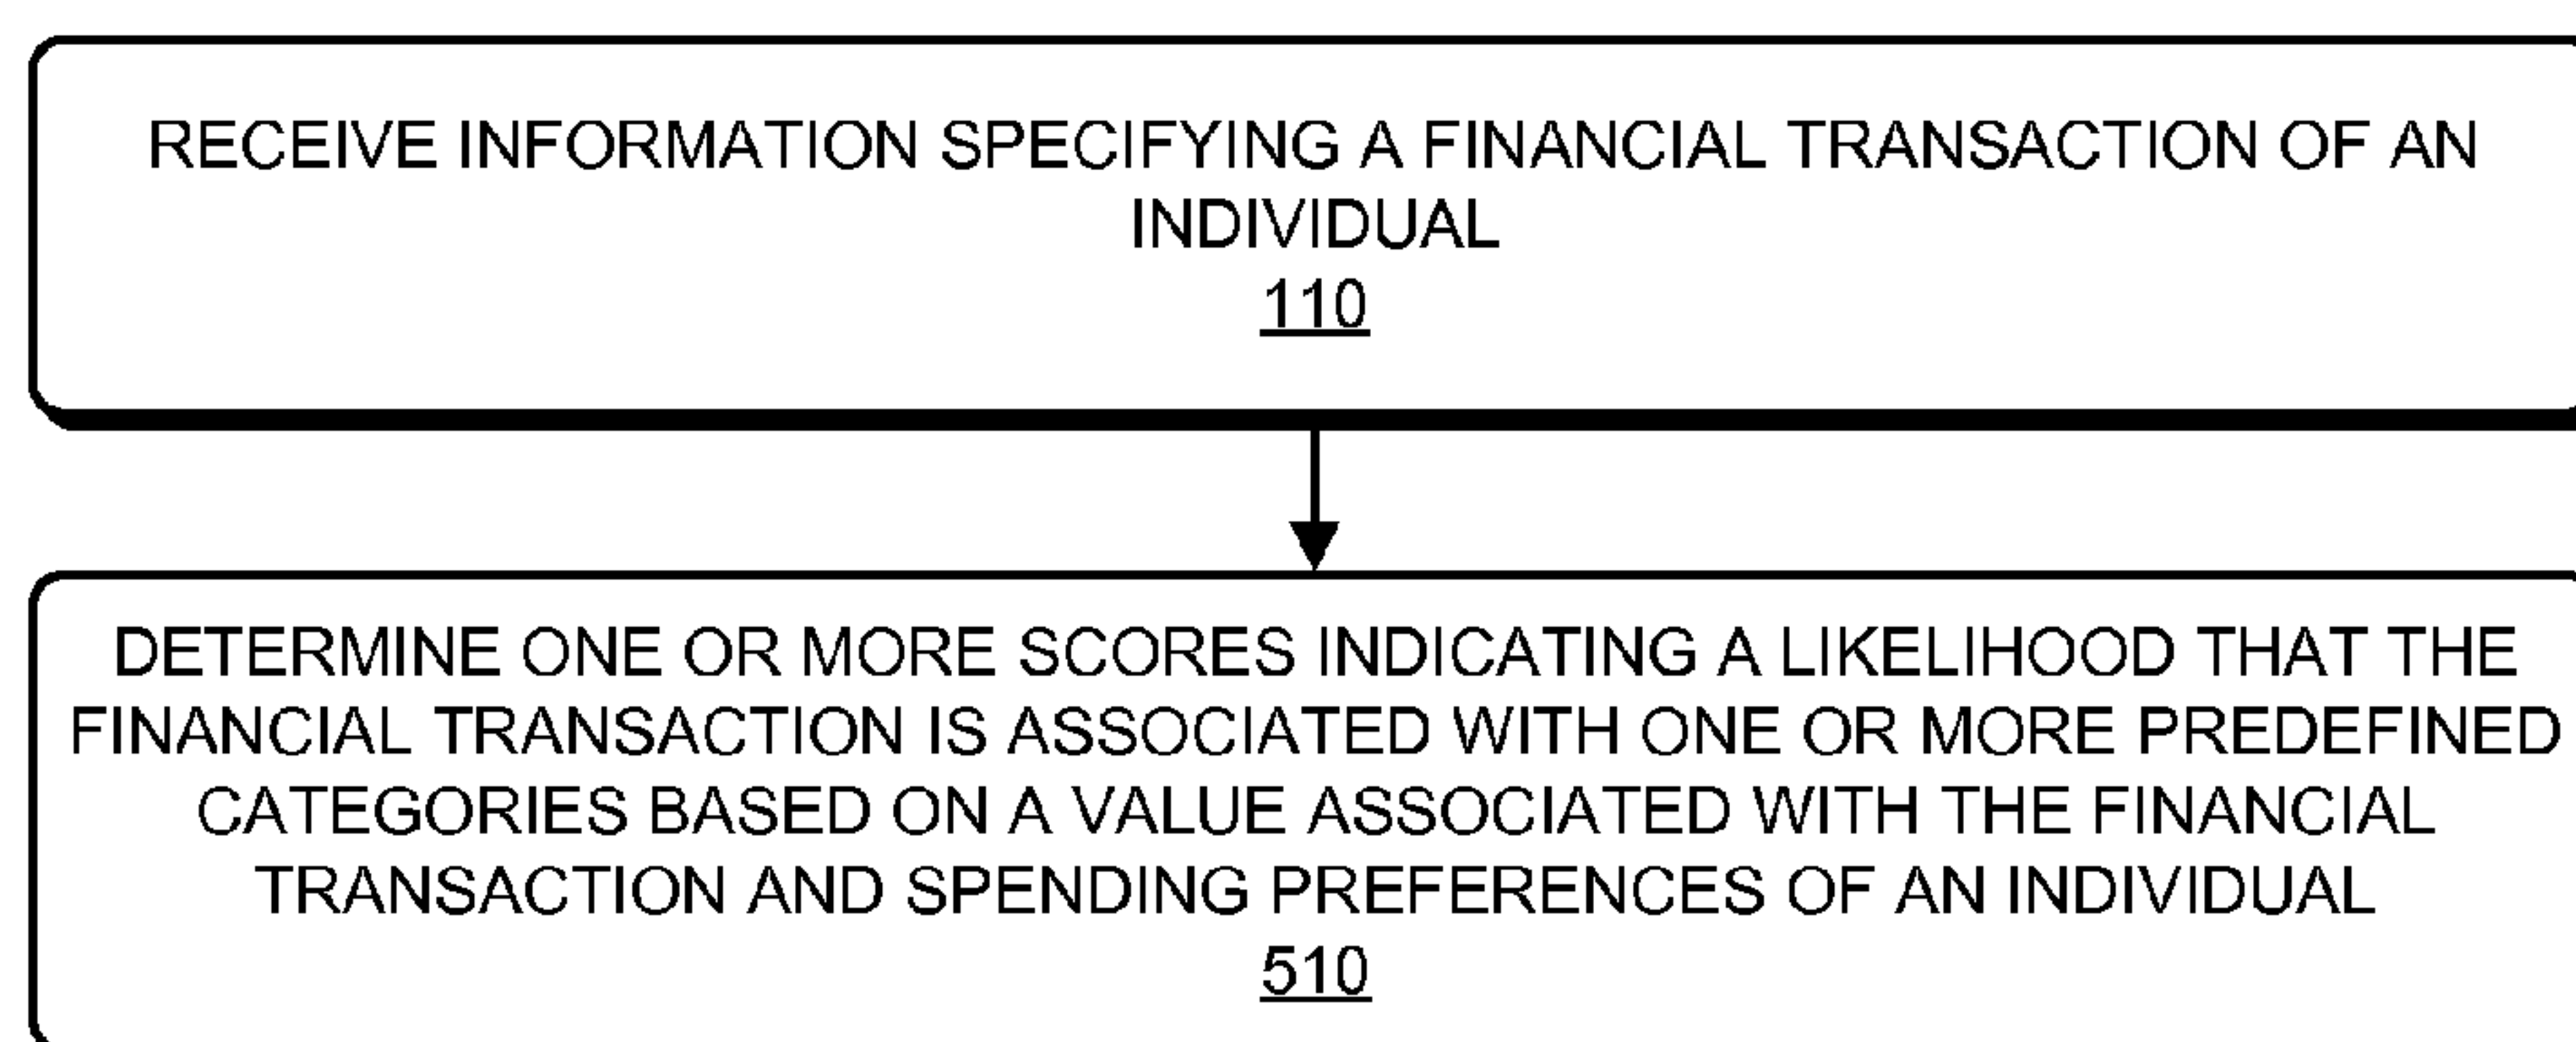 RECEIVE INFORMATION SPECIFYING A FINANCIAL TRANSACTION OF AN
INDIVIDUAL
110
DETERMINE ONE OR MORE SCORES INDICATING A LIKELIHOOD THAT THE
FINANCIAL TRANSACTION IS ASSOCIATED WITH ONE OR MORE PREDEFINED
CATEGORIES BASED ON A VALUE ASSOCIATED WITH THE FINANCIAL
TRANSACTION AND SPENDING PREFERENCES OF AN INDIVIDUAL
510